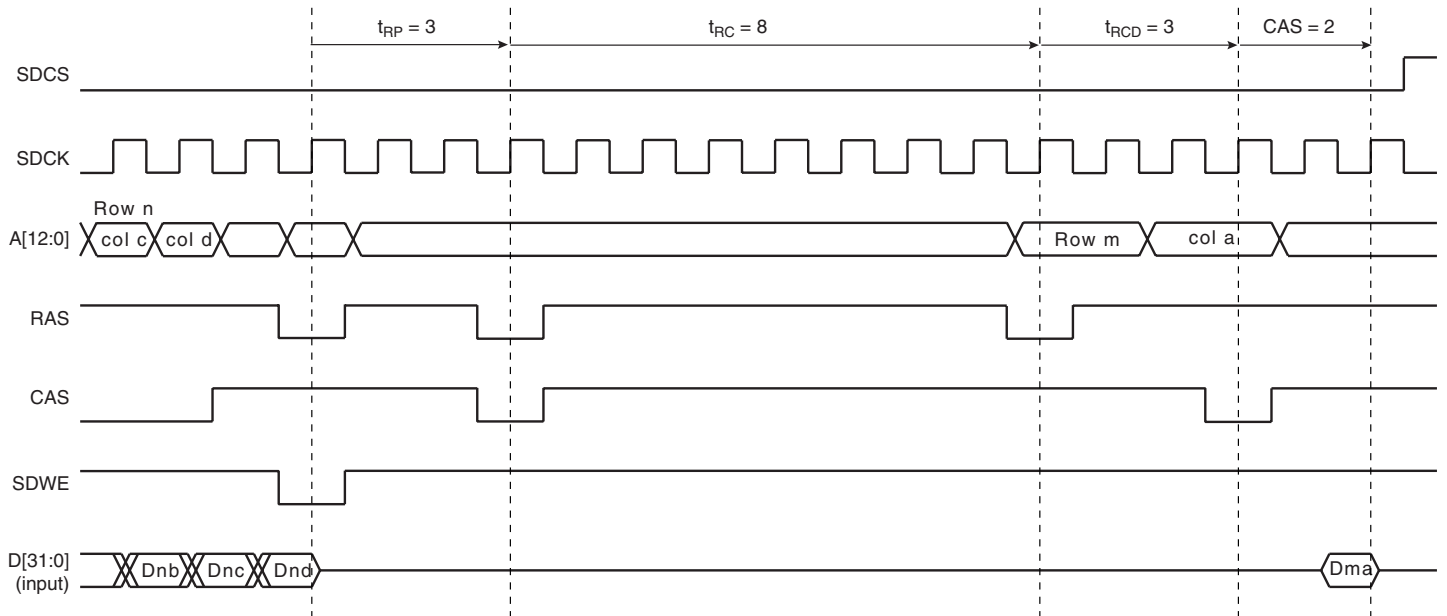 tRP = 3
tRC = 8
tRCD = 3
CAS = 2
SDCS
SDCK
Row n
A[12:0]
col c
col d
Row m
col a
RAS
CAS
SDWE
D[31:0]
(input)
Dnb
Dnc
Dnd
Dma